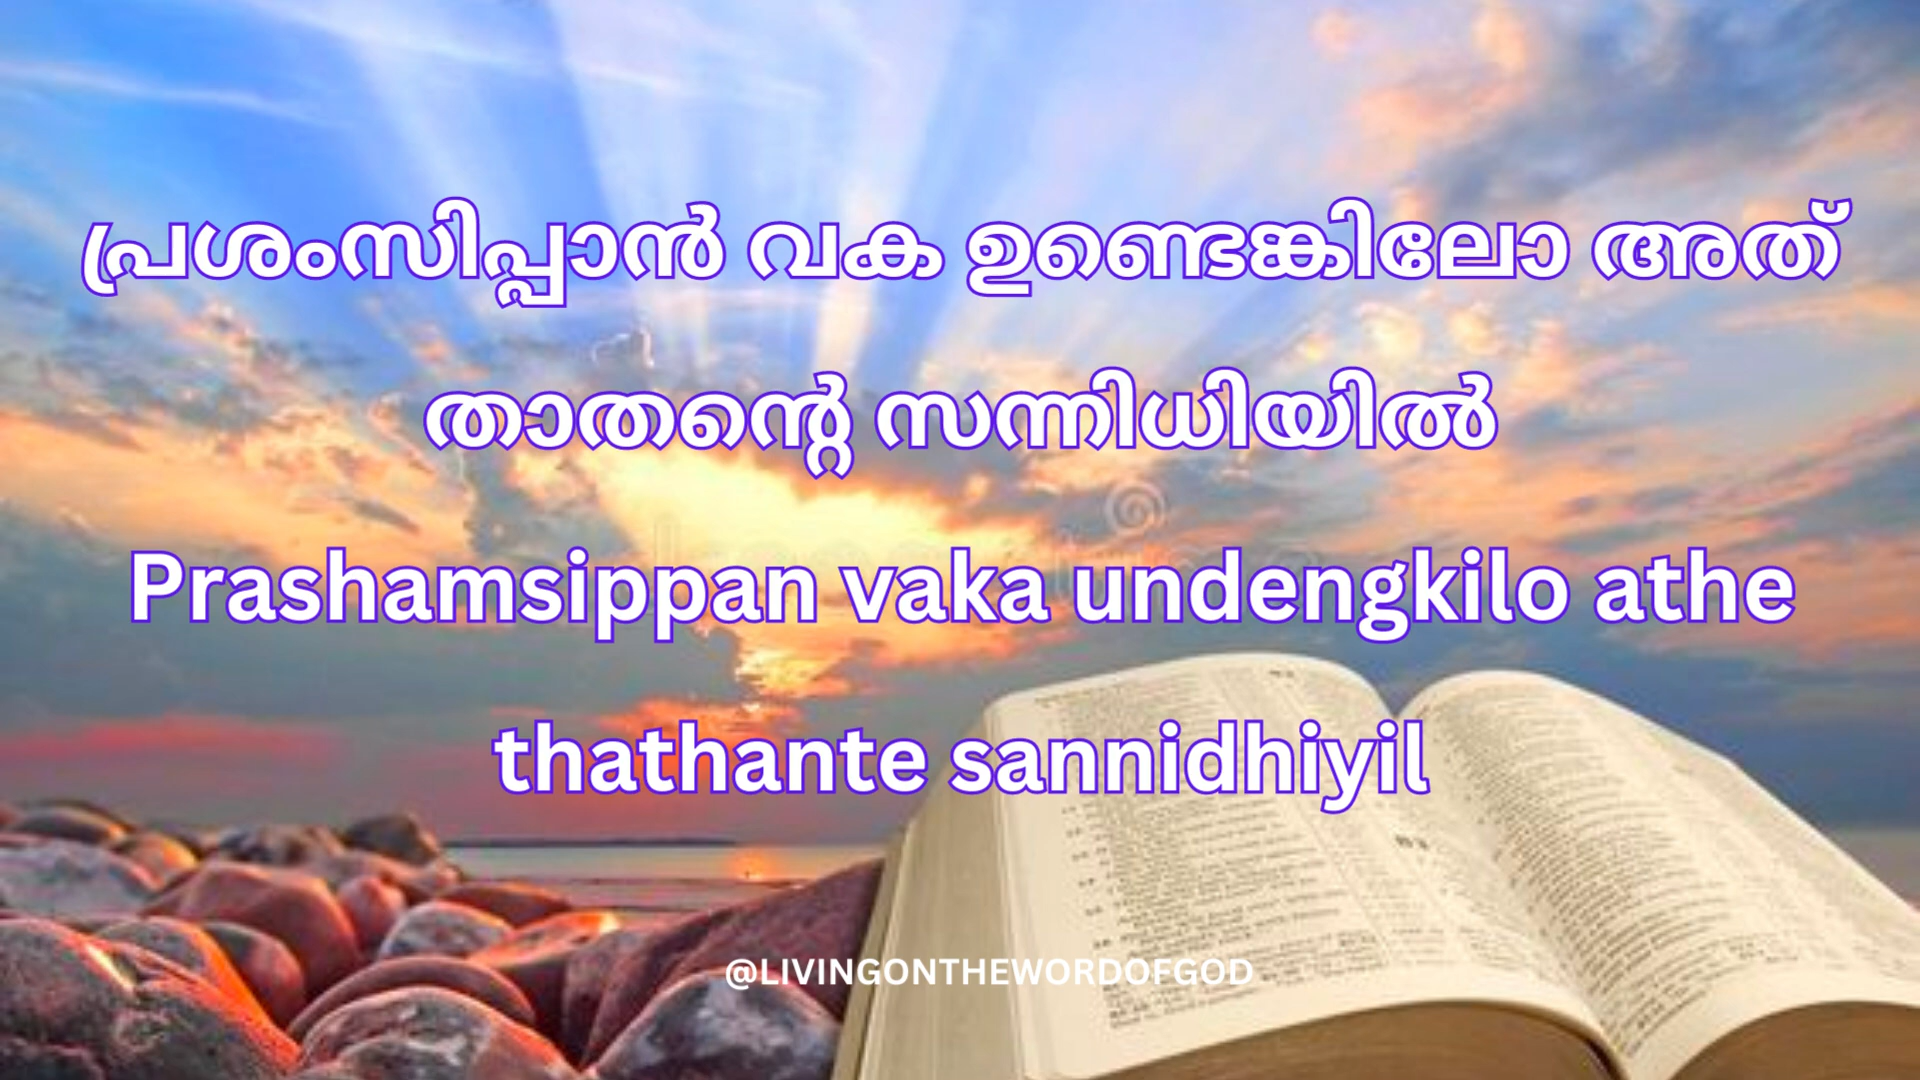 പ്രശംസിപ്പാൻ വക ഉണ്ടെങ്കിലോ അത്
താതന്റെ സന്നിധിയിൽ
Prashamsippan vaka undengkilo athe
thathante sannidhiyil
@LIVINGONTHEWORDOFGOD